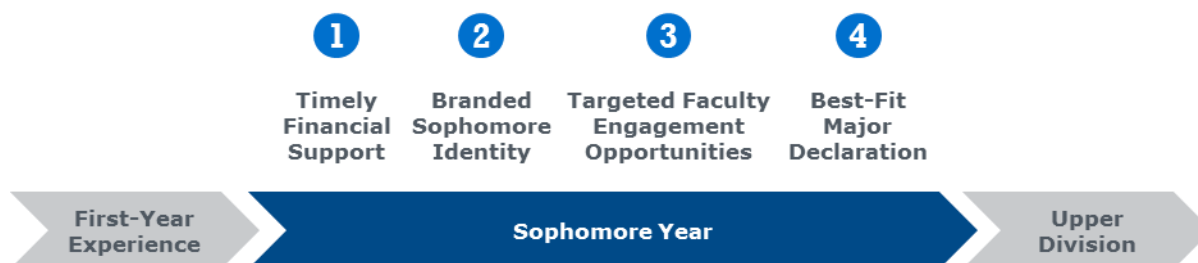 1
2
3
4
Timely
Financial
Support
Branded
Sophomore
Identity
Targeted Faculty
Engagement
Opportunities
Best-Fit
Major
Declaration
First-Year
Experience
Sophomore Year
Upper
Division